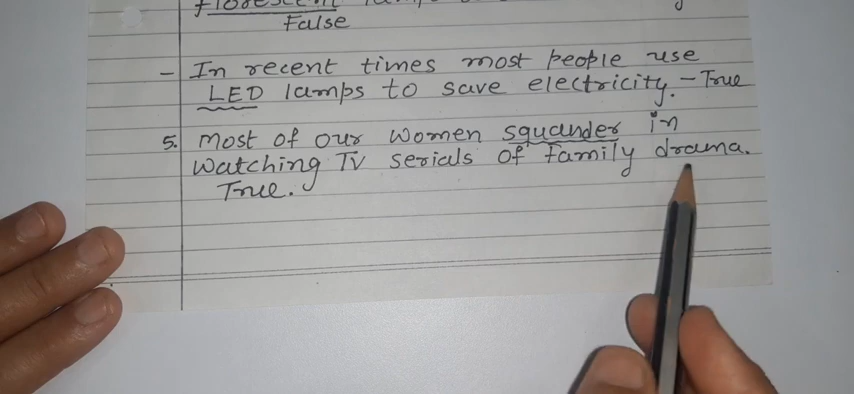 False
- In recent times most people use
LED lamps to save electricity. - True
5. Most of our women squander in
watching TV serials of family drama.
True.